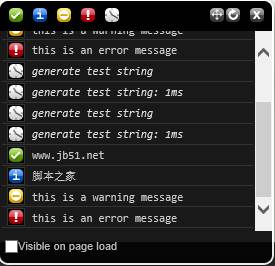 this is a warning message
this is an error message
generate test string
generate test string: 1ms
generate test string
generate test string: 1ms
www.jb51.net
脚本之家
this is a warning message
this is an error message
Visible on page load